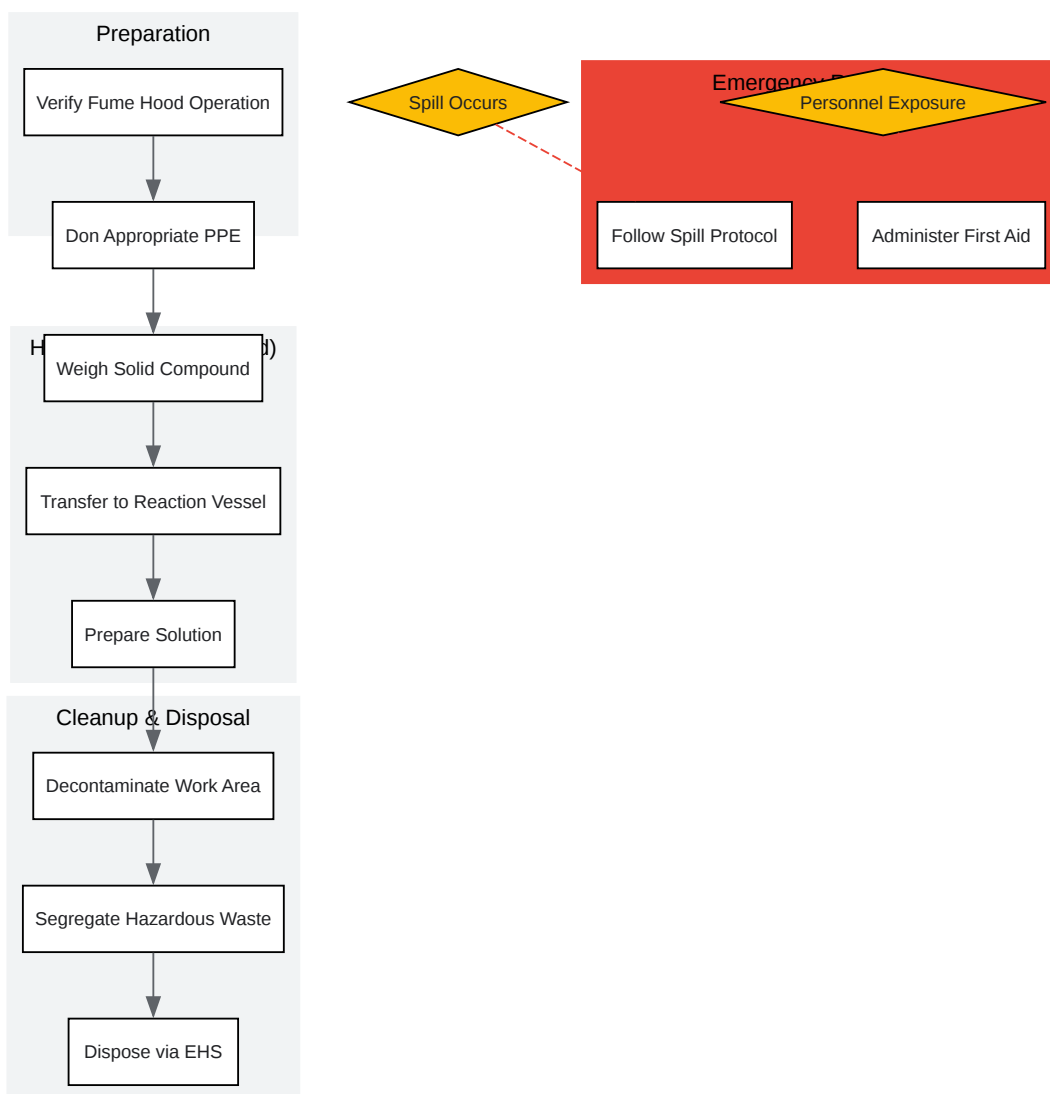 Preparation
Verify Fume Hood Operation
Don Appropriate PPE
Weigh Solid Compound
Transfer to Reaction Vessel
Prepare Solution
Cleanup & Disposal
Decontaminate Work Area
Segregate Hazardous Waste
Dispose via EHS
Spill Occurs
Emergency
Personnel Exposure
Follow Spill Protocol
Administer First Aid